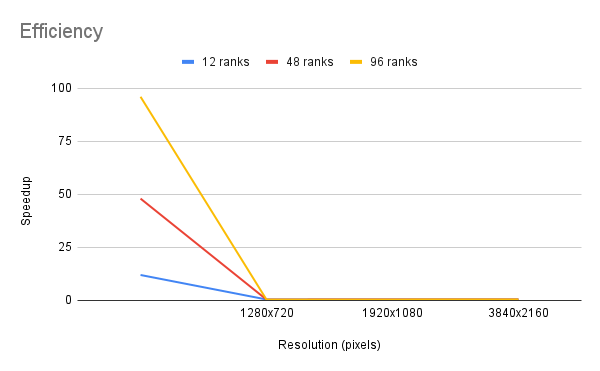 Efficiency
12 ranks 48 ranks 96 ranks
100
75
50
25
0
Speedup
1280x720 1920x1080 3840x2160
Resolution (pixels)